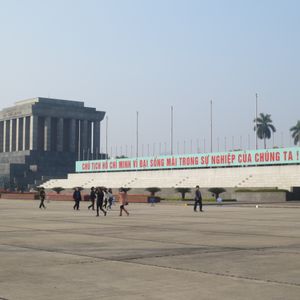 CHỦ TỊCH HỒ CHÍ MINH VĨ ĐẠI SỐNG MÃI TRONG SỰ NGHIỆP CỦA CHÚNG TA !